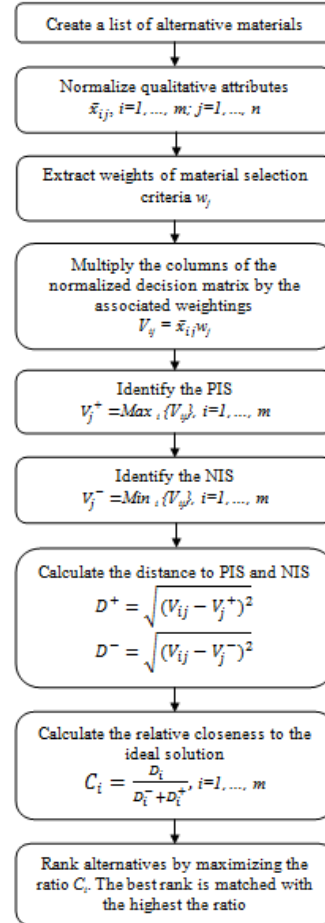 Create a list of alternative materials
Normalize qualitative attributes
x̄ᵢⱼ, i=1, ..., m; j=1, ..., n
Extract weights of material selection
criteria wⱼ
Multiply the columns of the
normalized decision matrix by the
associated weightings
Vᵢⱼ = x̄ᵢⱼwⱼ
Identify the PIS
Vⱼ⁺ =Max ᵢ {Vᵢⱼ}, i=1, ..., m
Identify the NIS
Vⱼ⁻ =Min ᵢ {Vᵢⱼ}, i=1, ..., m
Calculate the distance to PIS and NIS
D⁺ = √(Vᵢⱼ − Vⱼ⁺)²
D⁻ = √(Vᵢⱼ − Vⱼ⁻)²
Calculate the relative closeness to the
ideal solution
Cᵢ = Dᵢ / (Dᵢ⁻+Dᵢ⁺), i=1, ..., m
Rank alternatives by maximizing the
ratio Cᵢ. The best rank is matched with
the highest the ratio